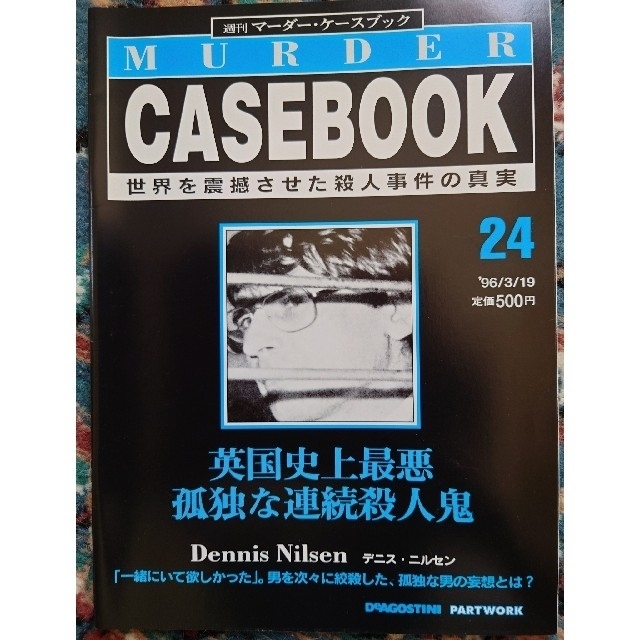 週刊 マーダー・ケースブック
MURDER
CASEBOOK
世界を震撼させた殺人事件の真実
24
'96/3/19
定価500円
英国史上最悪
孤独な連続殺人鬼
Dennis Nilsen デニス・ニルセン
「一緒にいて欲しかった」。男を次々に絞殺した、孤独な男の妄想とは？
DeAGOSTINI PARTWORK